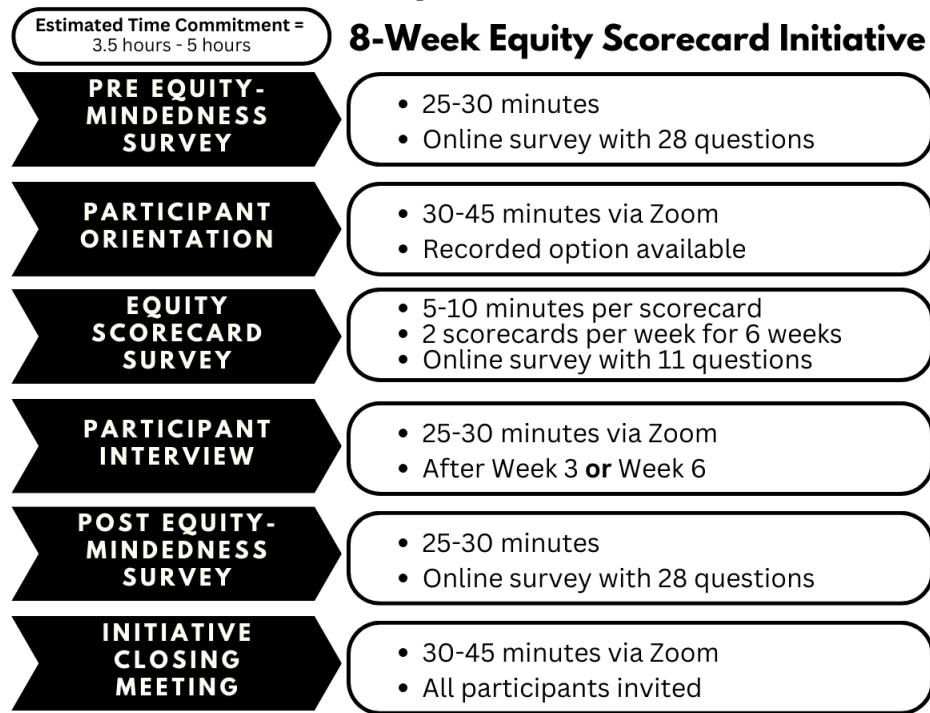 Estimated Time Commitment =
3.5 hours - 5 hours
8-Week Equity Scorecard Initiative
PRE EQUITY-
MINDEDNESS
SURVEY
• 25-30 minutes
• Online survey with 28 questions
PARTICIPANT
ORIENTATION
• 30-45 minutes via Zoom
• Recorded option available
EQUITY
SCORECARD
SURVEY
• 5-10 minutes per scorecard
• 2 scorecards per week for 6 weeks
• Online survey with 11 questions
PARTICIPANT
INTERVIEW
• 25-30 minutes via Zoom
• After Week 3 or Week 6
POST EQUITY-
MINDEDNESS
SURVEY
• 25-30 minutes
• Online survey with 28 questions
INITIATIVE
CLOSING
MEETING
• 30-45 minutes via Zoom
• All participants invited